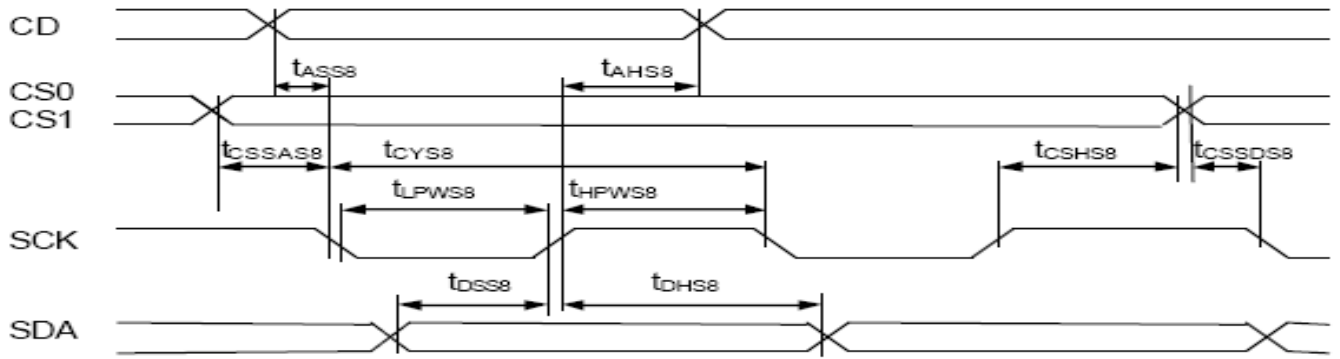 CD
tASS8 tAHS8
CS0
CS1
tCSSAS8 tCYS8 tCSHS8 tCSSDS8
tLPWS8 tHPWS8
SCK
tDSS8 tDHS8
SDA